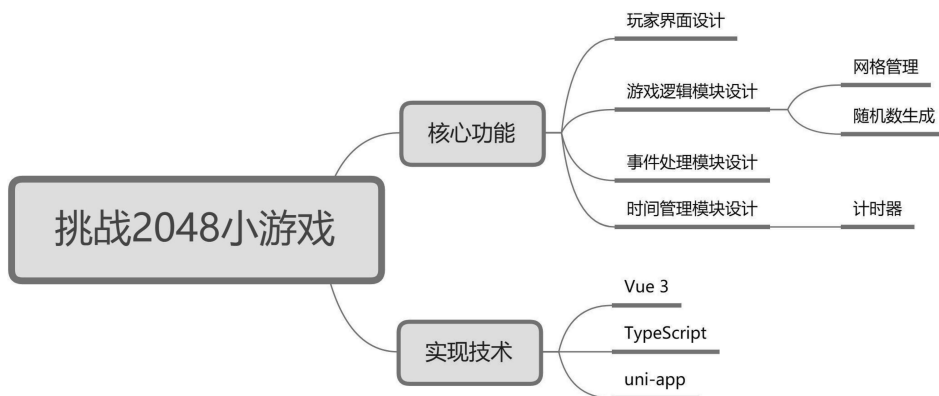 挑战2048小游戏
核心功能
玩家界面设计
游戏逻辑模块设计
网格管理
随机数生成
事件处理模块设计
时间管理模块设计
计时器
实现技术
Vue 3
TypeScript
uni-app